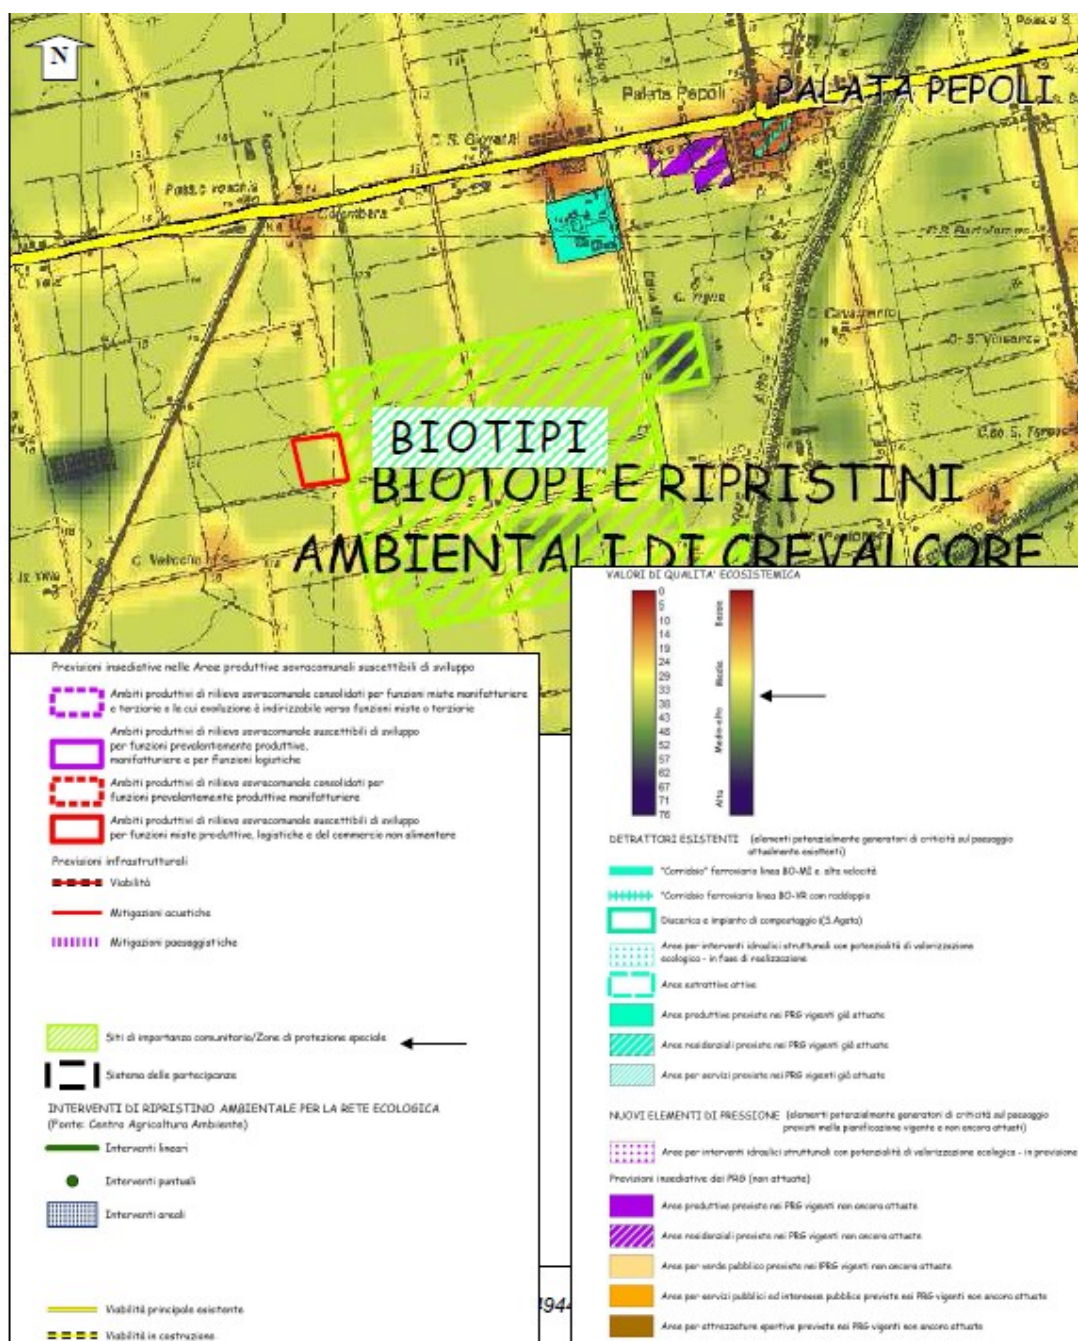 N
Palata Pepoli
PALATA PEPOLI
C. S. Giovanni
Colombara
C. Vigna
BIOTIPI
BIOTOPI E RIPRISTINI
AMBIENTALI DI CREVALCORE
Previsioni insediative nelle Aree produttive sovracomunali suscettibili di sviluppo
Ambiti produttivi di rilievo sovracomunale consolidati per funzioni miste manifatturiere
e terziarie o la cui evoluzione è indirizzabile verso funzioni miste o terziarie
Ambiti produttivi di rilievo sovracomunale suscettibili di sviluppo
per funzioni prevalentemente produttive,
manifatturiere e per funzioni logistiche
Ambiti produttivi di rilievo sovracomunale consolidati per
funzioni prevalentemente produttive manifatturiere
Ambiti produttivi di rilievo sovracomunale suscettibili di sviluppo
per funzioni miste produttive, logistiche e del commercio non alimentare
Previsioni infrastrutturali
Viabilità
Mitigazioni acustiche
Mitigazioni paesaggistiche
Siti di importanza comunitaria/Zone di protezione speciale
Sistema delle partecipanze
INTERVENTI DI RIPRISTINO AMBIENTALE PER LA RETE ECOLOGICA
(Fonte: Centro Agricoltura Ambiente)
Interventi lineari
Interventi puntuali
Interventi areali
Viabilità principale esistente
Viabilità in costruzione
494
VALORI DI QUALITA' ECOSISTEMICA
0
5
10
14
19
24
29
33
38
43
48
52
57
62
67
71
76
Bassa
Media
Medio-alta
Alta
DETRATTORI ESISTENTI (elementi potenzialmente generatori di criticità sul paesaggio
attualmente esistenti)
"Corridoio" ferroviario linea BO-MI e alta velocità
"Corridoio" ferroviario linea BO-VR con raddoppio
Discarica e impianto di compostaggio (S.Agata)
Aree per interventi idraulici strutturali con potenzialità di valorizzazione
ecologica - in fase di realizzazione
Aree estrattive attive
Aree produttive previste nei PRG vigenti già attuate
Aree residenziali previste nei PRG vigenti già attuate
Aree per servizi previste nei PRG vigenti già attuate
NUOVI ELEMENTI DI PRESSIONE (elementi potenzialmente generatori di criticità sul paesaggio
previsti nella pianificazione vigente e non ancora attuati)
Aree per interventi idraulici strutturali con potenzialità di valorizzazione ecologica - in previsione
Previsioni insediative dei PRG (non attuate)
Aree produttive previste nei PRG vigenti non ancora attuate
Aree residenziali previste nei PRG vigenti non ancora attuate
Aree per verde pubblico previste nei PRG vigenti non ancora attuate
Aree per servizi pubblici ed interesse pubblico previste nei PRG vigenti non ancora attuate
Aree per attrezzature sportive previste nei PRG vigenti non ancora attuate